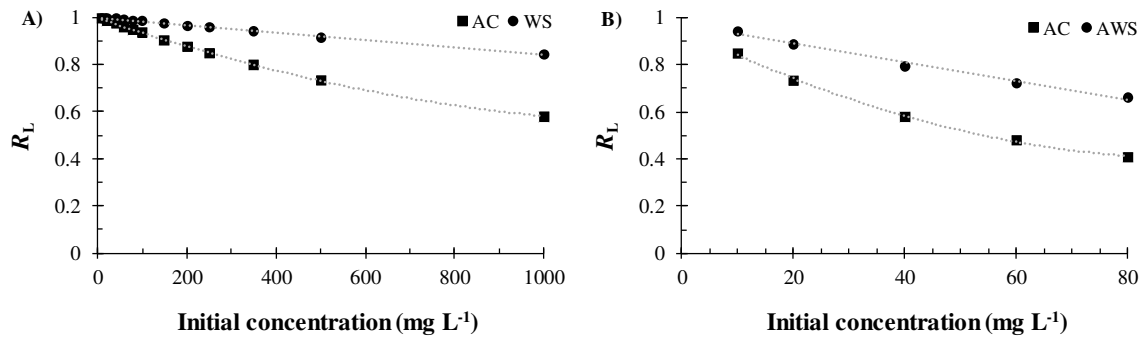 A)
AC WS
1
0.8
0.6
0.4
0.2
0
R_L
0 200 400 600 800 1000
Initial concentration (mg L⁻¹)
B)
AC AWS
1
0.8
0.6
0.4
0.2
0
R_L
0 20 40 60 80
Initial concentration (mg L⁻¹)